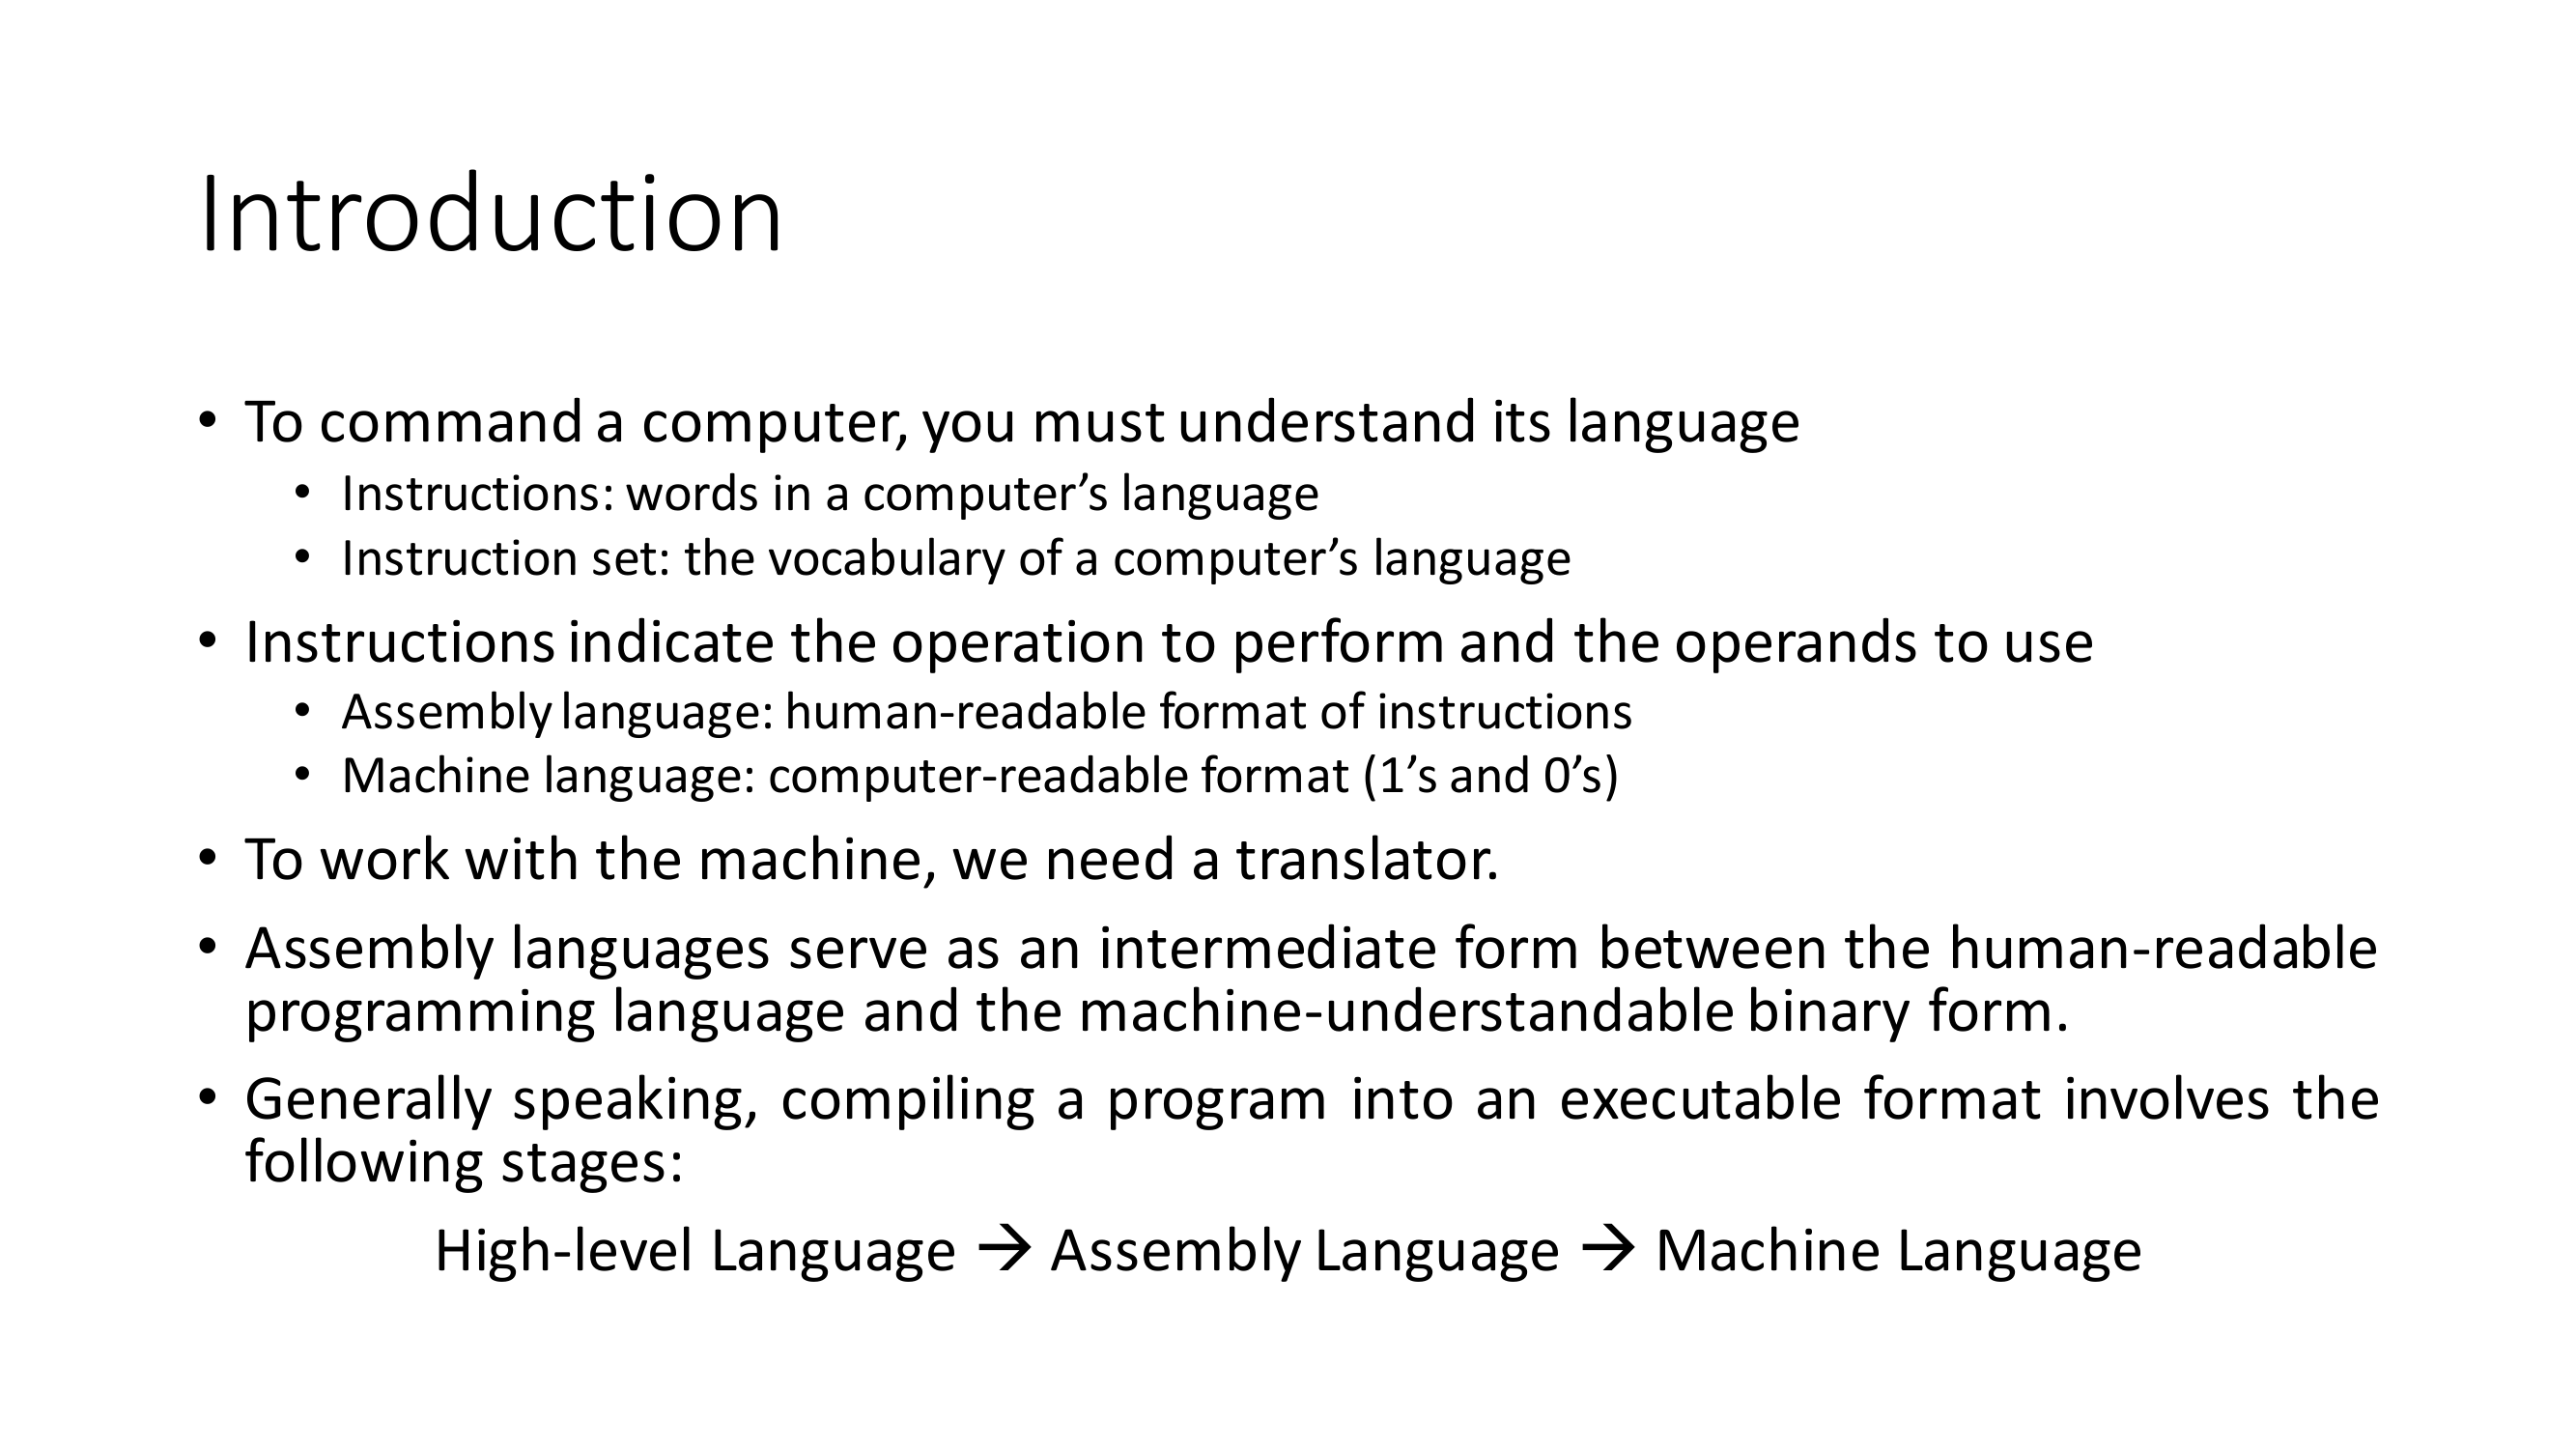 Introduction
• To command a computer, you must understand its language
• Instructions: words in a computer’s language
• Instruction set: the vocabulary of a computer’s language
• Instructions indicate the operation to perform and the operands to use
• Assembly language: human-readable format of instructions
• Machine language: computer-readable format (1’s and 0’s)
• To work with the machine, we need a translator.
• Assembly languages serve as an intermediate form between the human-readable
programming language and the machine-understandable binary form.
• Generally speaking, compiling a program into an executable format involves the
following stages:
High-level Language → Assembly Language → Machine Language